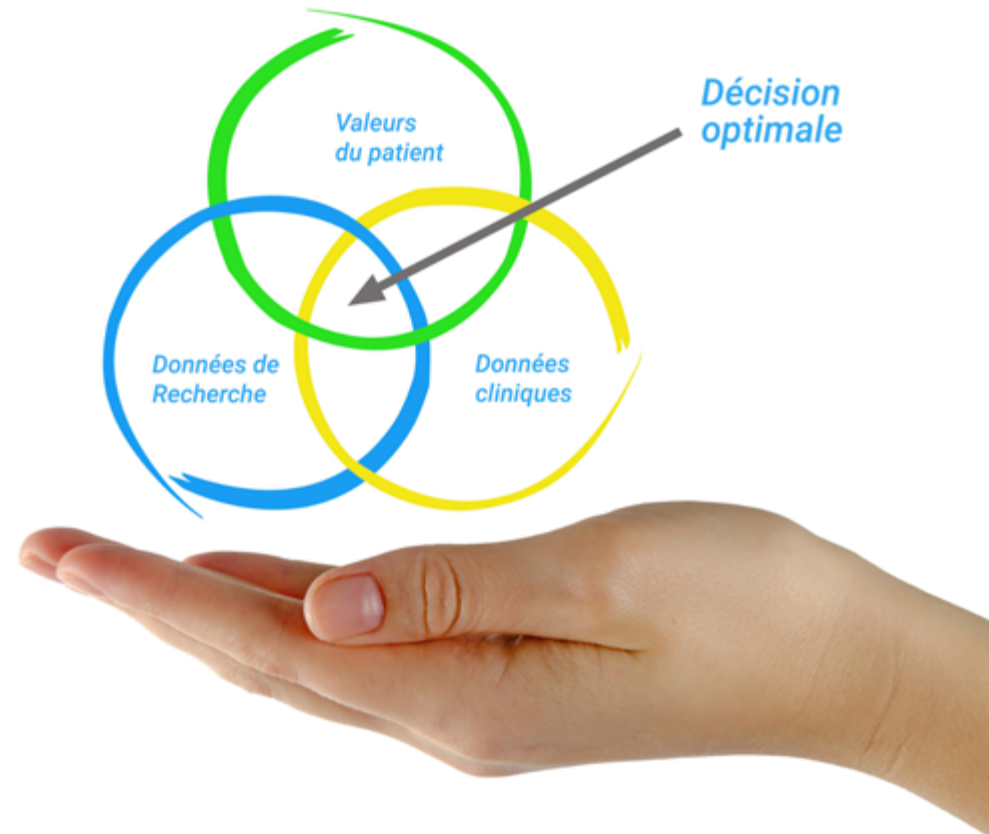 Valeurs
du patient
Décision
optimale
Données de
Recherche
Données
cliniques